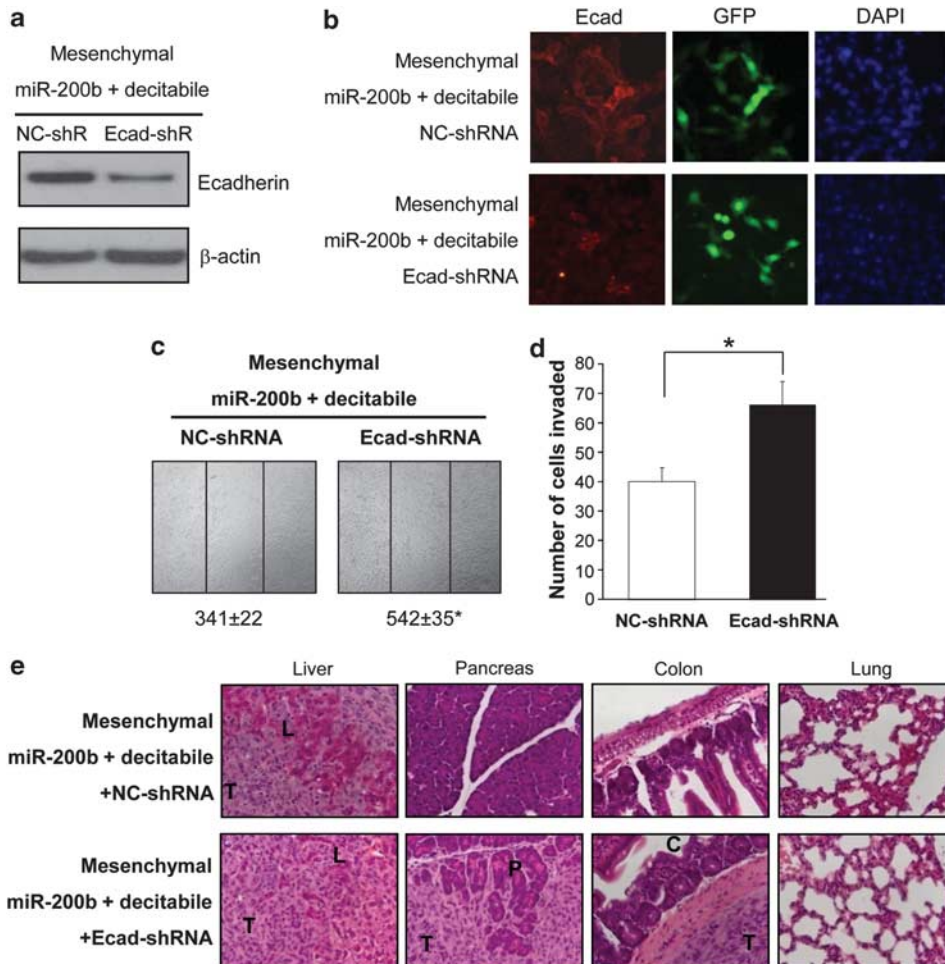 a
Mesenchymal
miR-200b + decitabile
NC-shR Ecad-shR
Ecadherin
β-actin
b
Ecad GFP DAPI
Mesenchymal
miR-200b + decitabile
NC-shRNA
Mesenchymal
miR-200b + decitabile
Ecad-shRNA
c
Mesenchymal
miR-200b + decitabile
NC-shRNA Ecad-shRNA
341±22 542±35*
d
*
Number of cells invaded
80
70
60
50
40
30
20
10
0
NC-shRNA Ecad-shRNA
e
Liver Pancreas Colon Lung
Mesenchymal
miR-200b + decitabile
+NC-shRNA
L
T
Mesenchymal
miR-200b + decitabile
+Ecad-shRNA
L
T
P
T
C
T